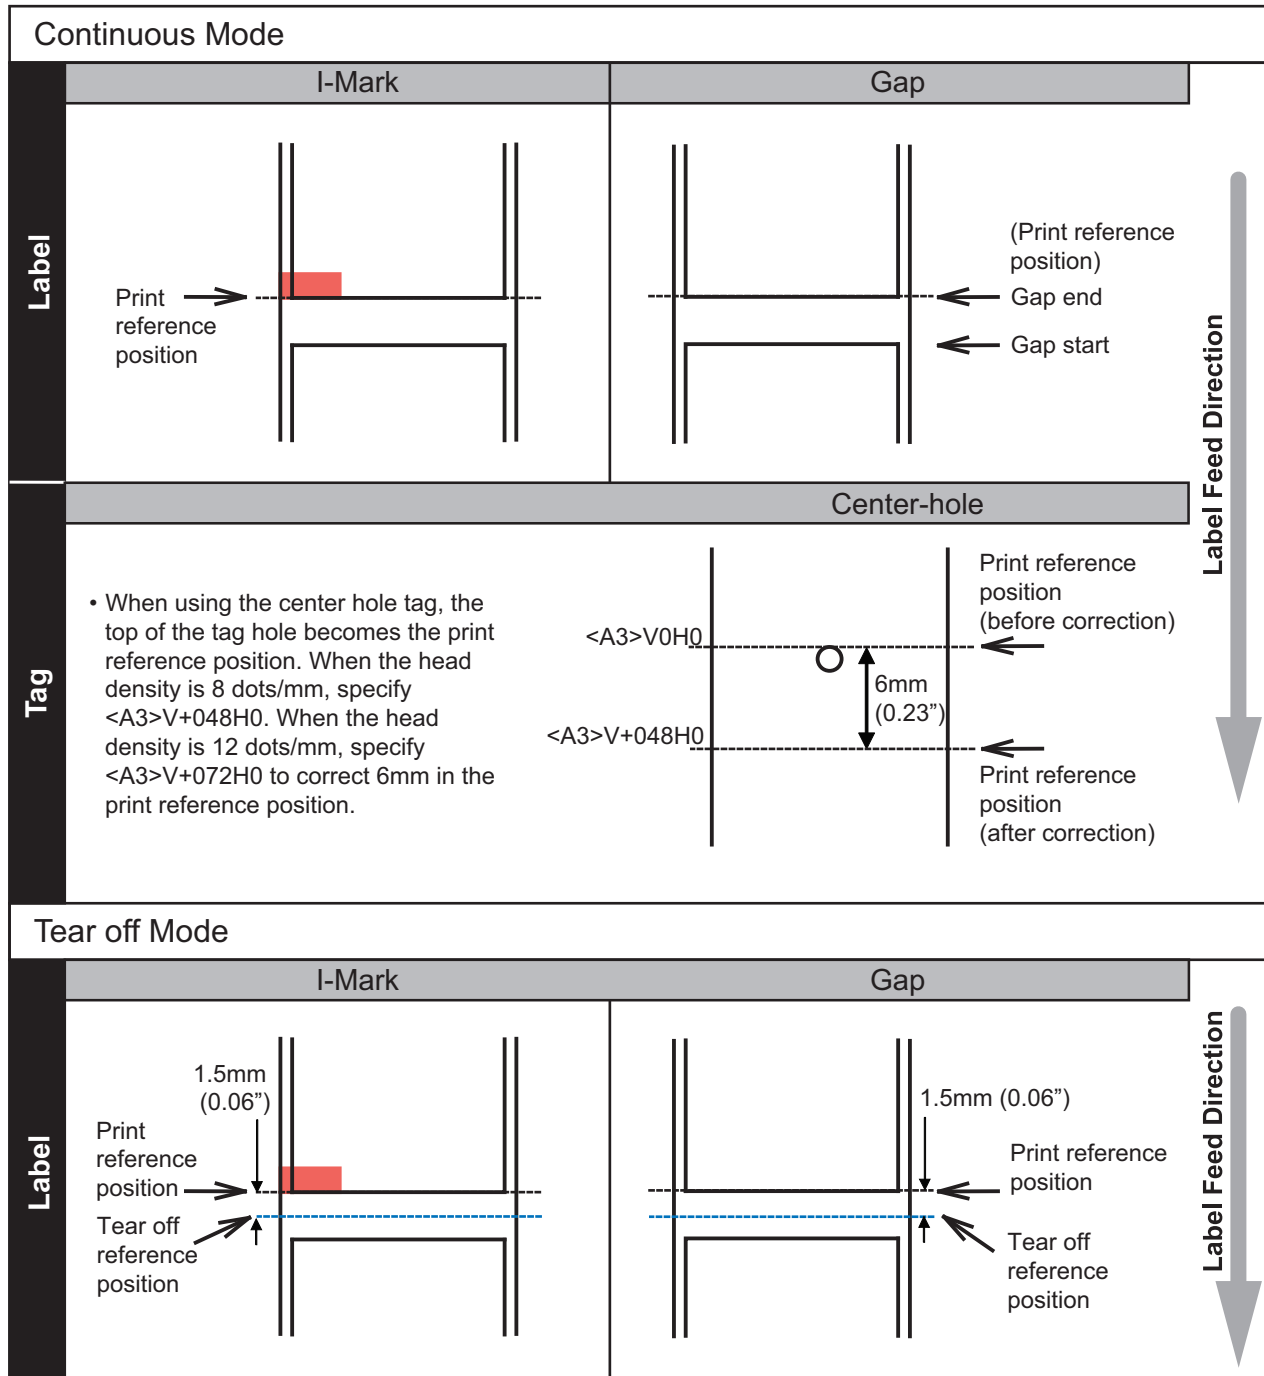 Continuous Mode
I-Mark
Gap
Label
Print
reference
position
(Print reference
position)
Gap end
Gap start
Label Feed Direction
Center-hole
Tag
• When using the center hole tag, the
top of the tag hole becomes the print
reference position. When the head
density is 8 dots/mm, specify
<A3>V+048H0. When the head
density is 12 dots/mm, specify
<A3>V+072H0 to correct 6mm in the
print reference position.
<A3>V0H0
<A3>V+048H0
6mm
(0.23”)
Print reference
position
(before correction)
Print reference
position
(after correction)
Tear off Mode
I-Mark
Gap
Label
1.5mm
(0.06”)
Print
reference
position
Tear off
reference
position
1.5mm (0.06”)
Print reference
position
Tear off
reference
position
Label Feed Direction